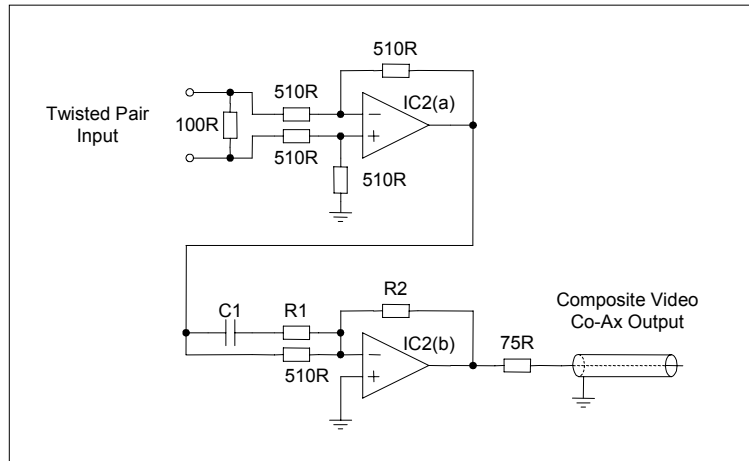 510R
510R
IC2(a)
Twisted Pair
Input
100R
510R
510R
C1
R1
R2
510R
IC2(b)
75R
Composite Video
Co-Ax Output